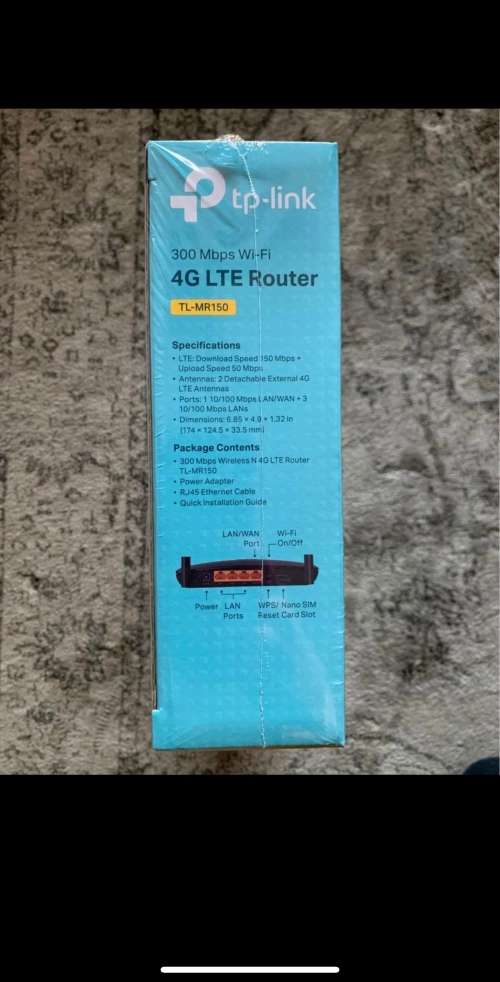 tp-link
300 Mbps Wi-Fi
4G LTE Router
TL-MR150
Specifications
• LTE: Download Speed 150 Mbps +
Upload Speed 50 Mbps
• Antennas: 2 Detachable External 4G
LTE Antennas
• Ports: 1 10/100 Mbps LAN/WAN + 3
10/100 Mbps LANs
• Dimensions: 6.85 × 4.9 × 1.32 in
(174 × 124.5 × 33.5 mm)
Package Contents
• 300 Mbps Wireless N 4G LTE Router
TL-MR150
• Power Adapter
• RJ45 Ethernet Cable
• Quick Installation Guide
LAN/WAN Port
Wi-Fi On/Off
Power
LAN Ports
WPS/ Reset
Nano SIM Card Slot